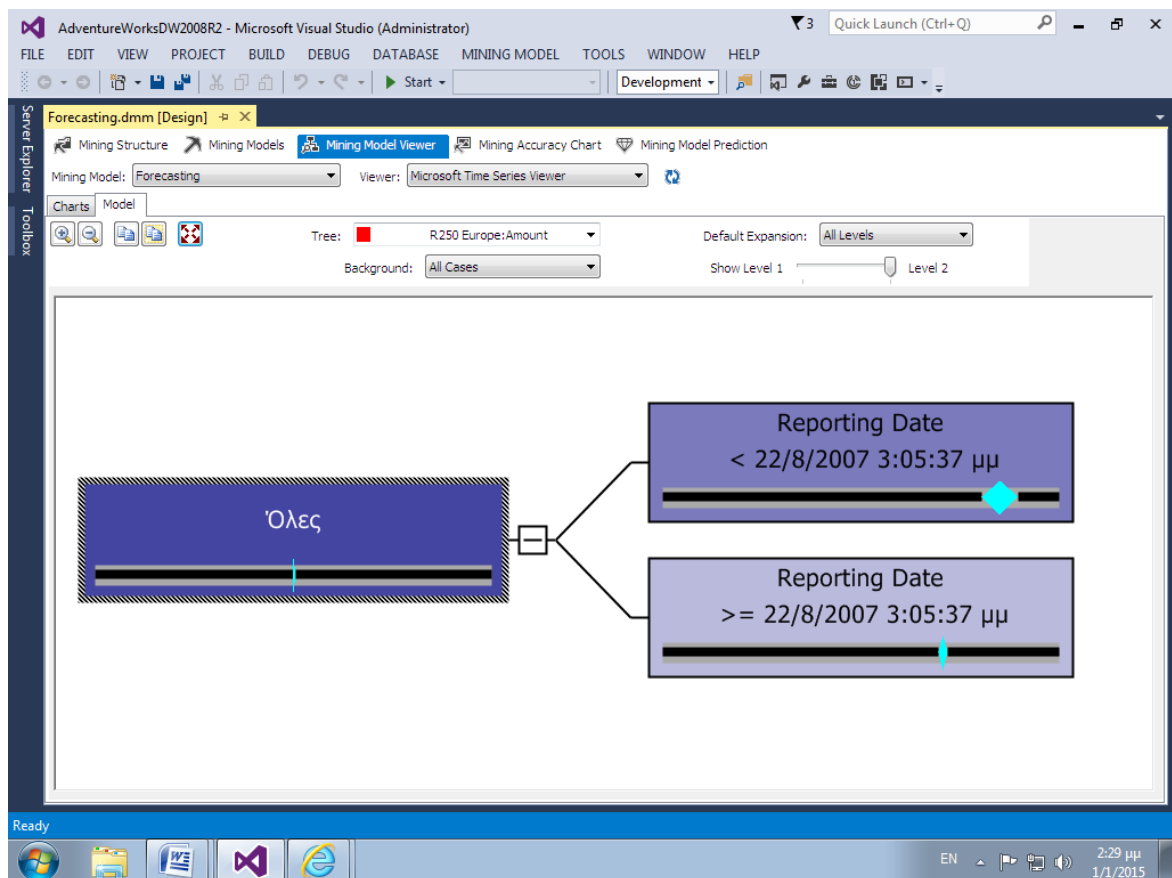 AdventureWorksDW2008R2 - Microsoft Visual Studio (Administrator)
3
Quick Launch (Ctrl+Q)
FILE EDIT VIEW PROJECT BUILD DEBUG DATABASE MINING MODEL TOOLS WINDOW HELP
Start
Development
Server Explorer
Toolbox
Forecasting.dmm [Design]
Mining Structure Mining Models Mining Model Viewer Mining Accuracy Chart Mining Model Prediction
Mining Model: Forecasting Viewer: Microsoft Time Series Viewer
Charts Model
Tree: R250 Europe:Amount Default Expansion: All Levels
Background: All Cases Show Level 1 Level 2
Reporting Date
< 22/8/2007 3:05:37 μμ
Όλες
Reporting Date
>= 22/8/2007 3:05:37 μμ
Ready
EN
2:29 μμ
1/1/2015